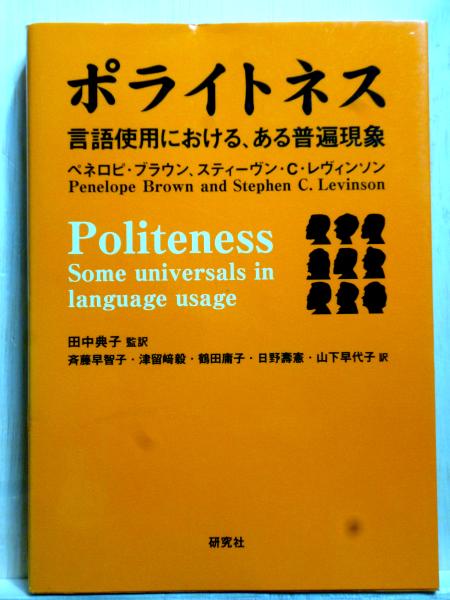 ポライトネス
言語使用における、ある普遍現象
ペネロピ・ブラウン、スティーヴン・C・レヴィンソン
Penelope Brown and Stephen C. Levinson
Politeness
Some universals in
language usage
田中典子 監訳
斉藤早智子・津留﨑毅・鶴田庸子・日野壽憲・山下早代子 訳
研究社